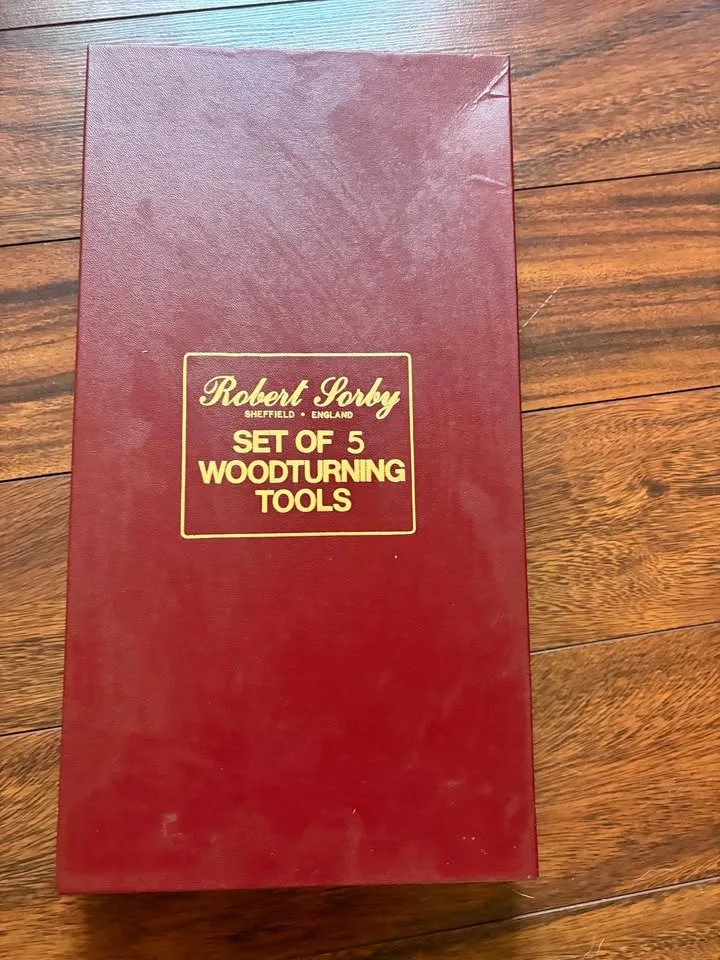 Robert Sorby
SHEFFIELD • ENGLAND
SET OF 5
WOODTURNING
TOOLS